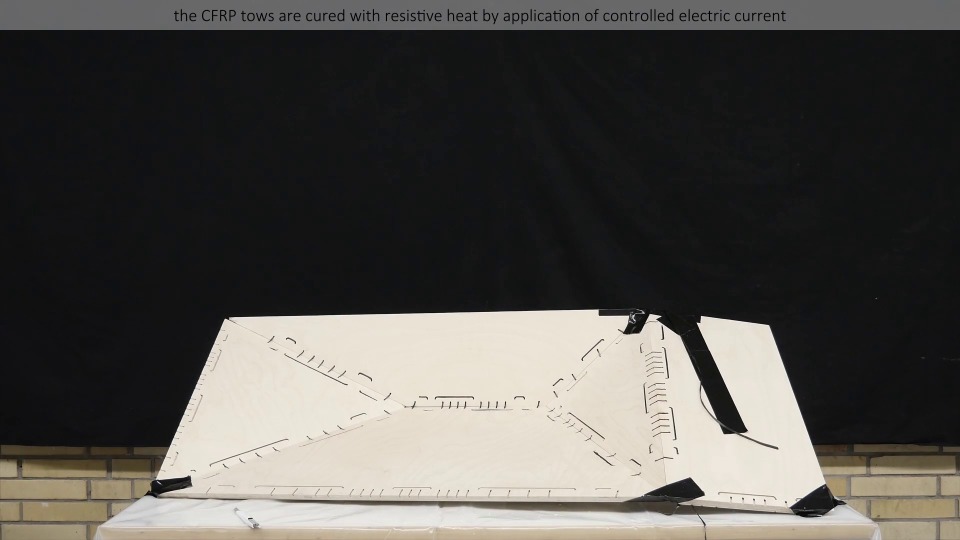 the CFRP tows are cured with resistive heat by application of controlled electric current